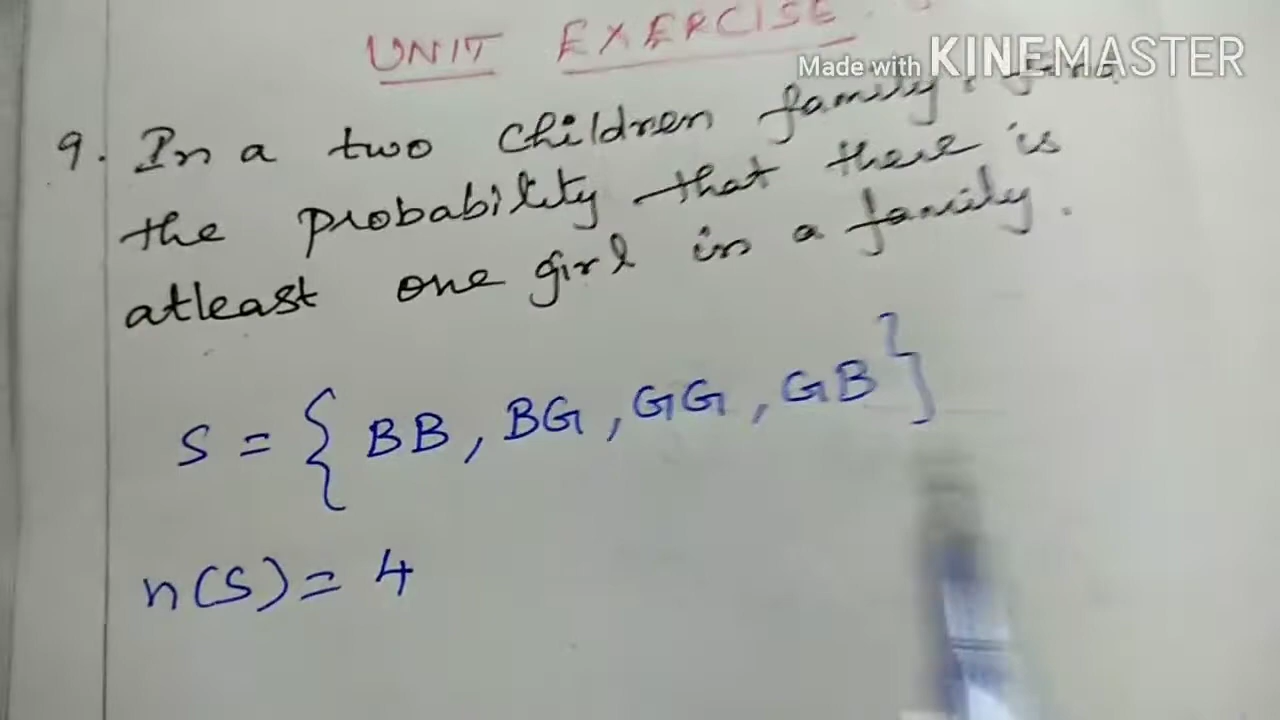 UNIT EXERCISE
Made with KINEMASTER
9. In a two children family, find
the probability that there is
atleast one girl in a family.
S = { BB, BG, GG, GB }
n(S) = 4